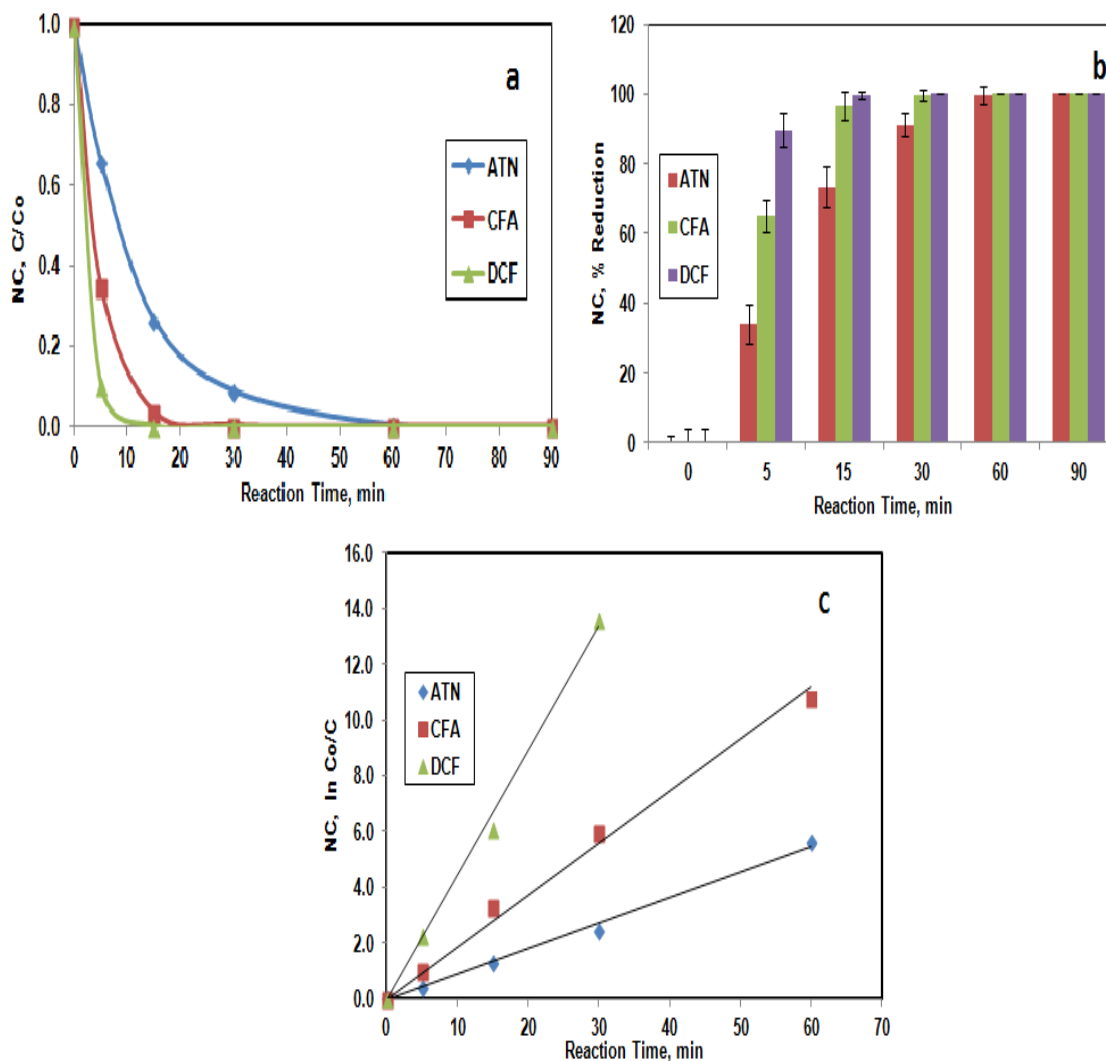 a
NC, C/Co
1.0
0.8
0.6
0.4
0.2
0.0
ATN
CFA
DCF
0 10 20 30 40 50 60 70 80 90
Reaction Time, min
b
NC, % Reduction
120
100
80
60
40
20
0
ATN
CFA
DCF
0 5 15 30 60 90
Reaction Time, min
c
NC, ln Co/C
16.0
14.0
12.0
10.0
8.0
6.0
4.0
2.0
0.0
ATN
CFA
DCF
0 10 20 30 40 50 60 70
Reaction Time, min